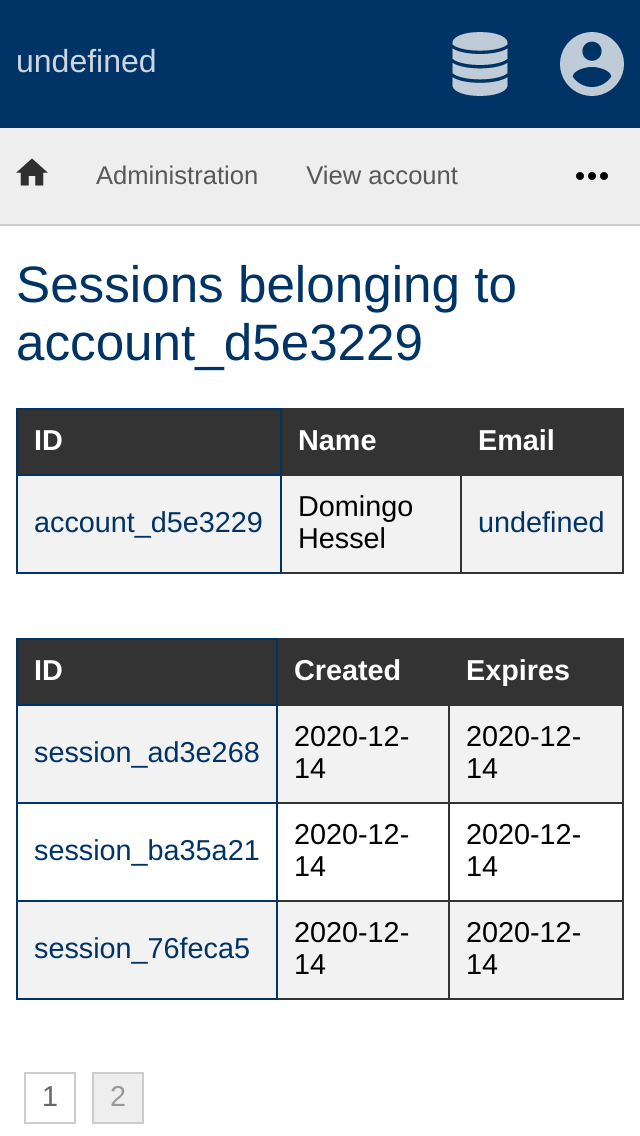 undefined
Administration View account
Sessions belonging to
account_d5e3229
ID Name Email
account_d5e3229 Domingo Hessel undefined
ID Created Expires
session_ad3e268 2020-12-14 2020-12-14
session_ba35a21 2020-12-14 2020-12-14
session_76feca5 2020-12-14 2020-12-14
1 2